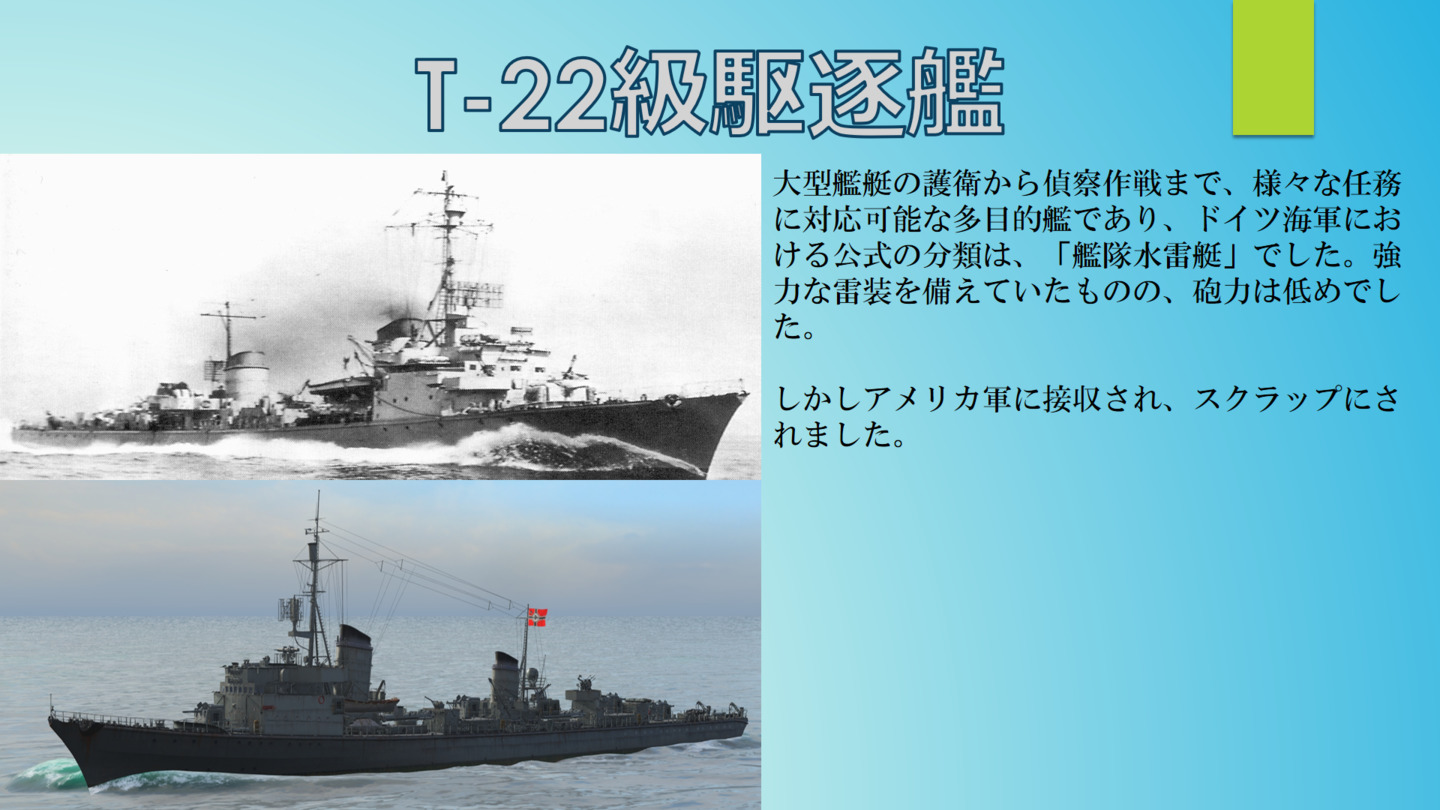 T-22級駆逐艦
大型艦艇の護衛から偵察作戦まで、様々な任務
に対応可能な多目的艦であり、ドイツ海軍にお
ける公式の分類は、「艦隊水雷艇」でした。強
力な雷装を備えていたものの、砲力は低めでし
た。
しかしアメリカ軍に接収され、スクラップにさ
れました。